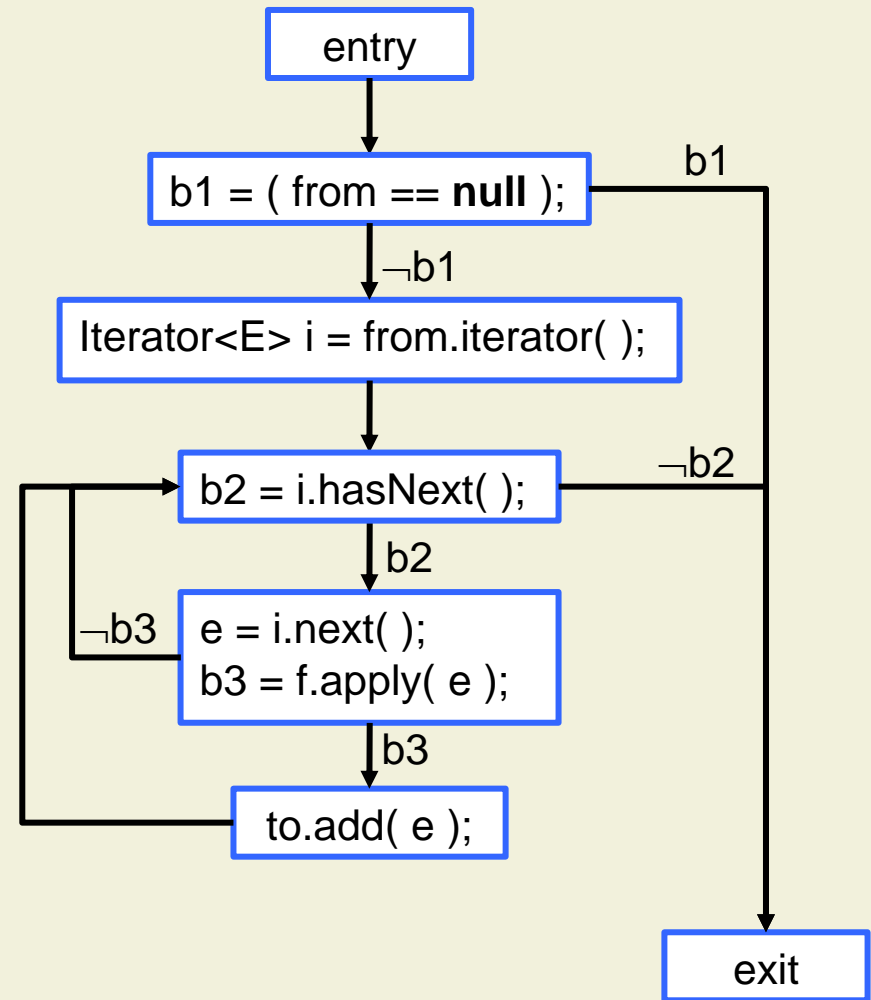 entry
b1 = ( from == null );
b1
¬b1
Iterator<E> i = from.iterator( );
b2 = i.hasNext( );
¬b2
b2
¬b3
e = i.next( );
b3 = f.apply( e );
b3
to.add( e );
exit